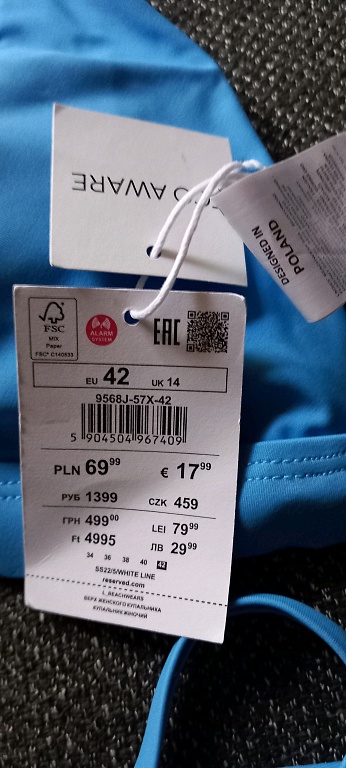 AWARE
DESIGNED IN
POLAND
FSC
MIX
Paper
FSC® C140533
ALARM
SYSTEM
EAC
EU 42 UK 14
9568J-57X-42
5 904504 967409
PLN 69⁹⁹ € 17⁹⁹
РУБ 1399 CZK 459
ГРН 499⁰⁰ LEI 79⁹⁹
Ft 4995 ЛВ 29⁹⁹
34 36 38 40 42
SS22/5/WHITE LINE
reserved.com
L_BEACHWEAR5
ВЕРХ ЖЕНСКОГО КУПАЛЬНИКА
КУПАЛЬНИК ЖІНОЧИЙ